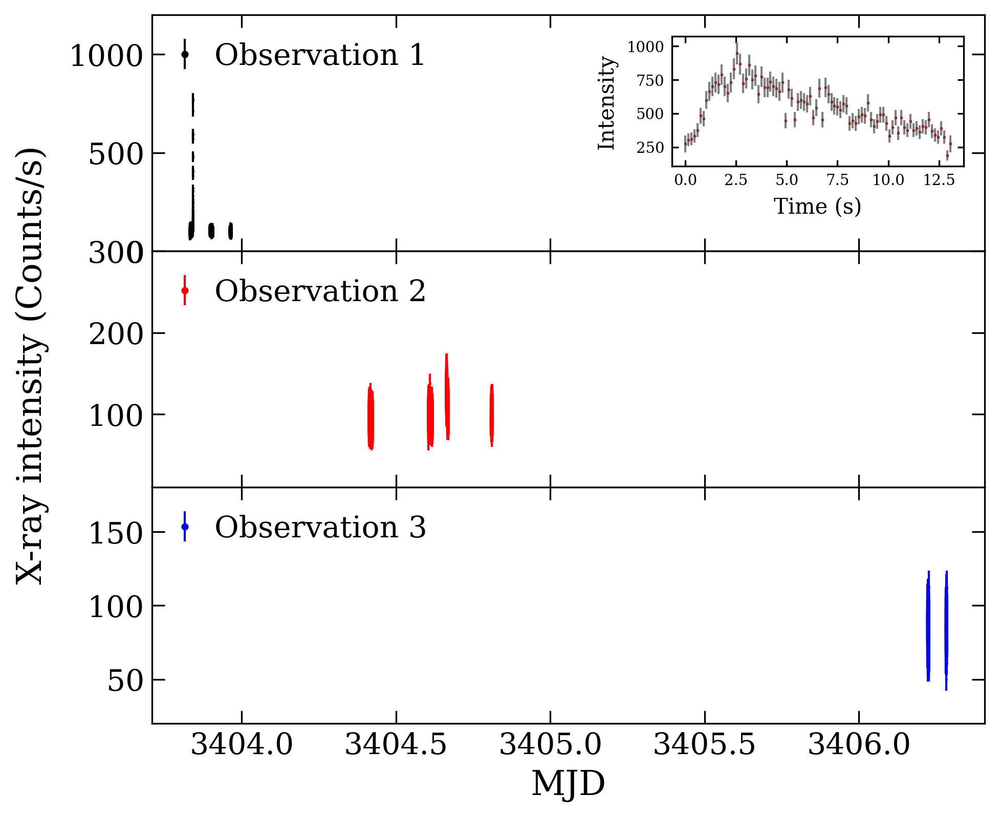 1000
500
300
0
Observation 1
Intensity
1000
750
500
250
0.0 2.5 5.0 7.5 10.0 12.5
Time (s)
X-ray intensity (Counts/s)
Observation 2
200
100
Observation 3
150
100
50
3404.0 3404.5 3405.0 3405.5 3406.0
MJD